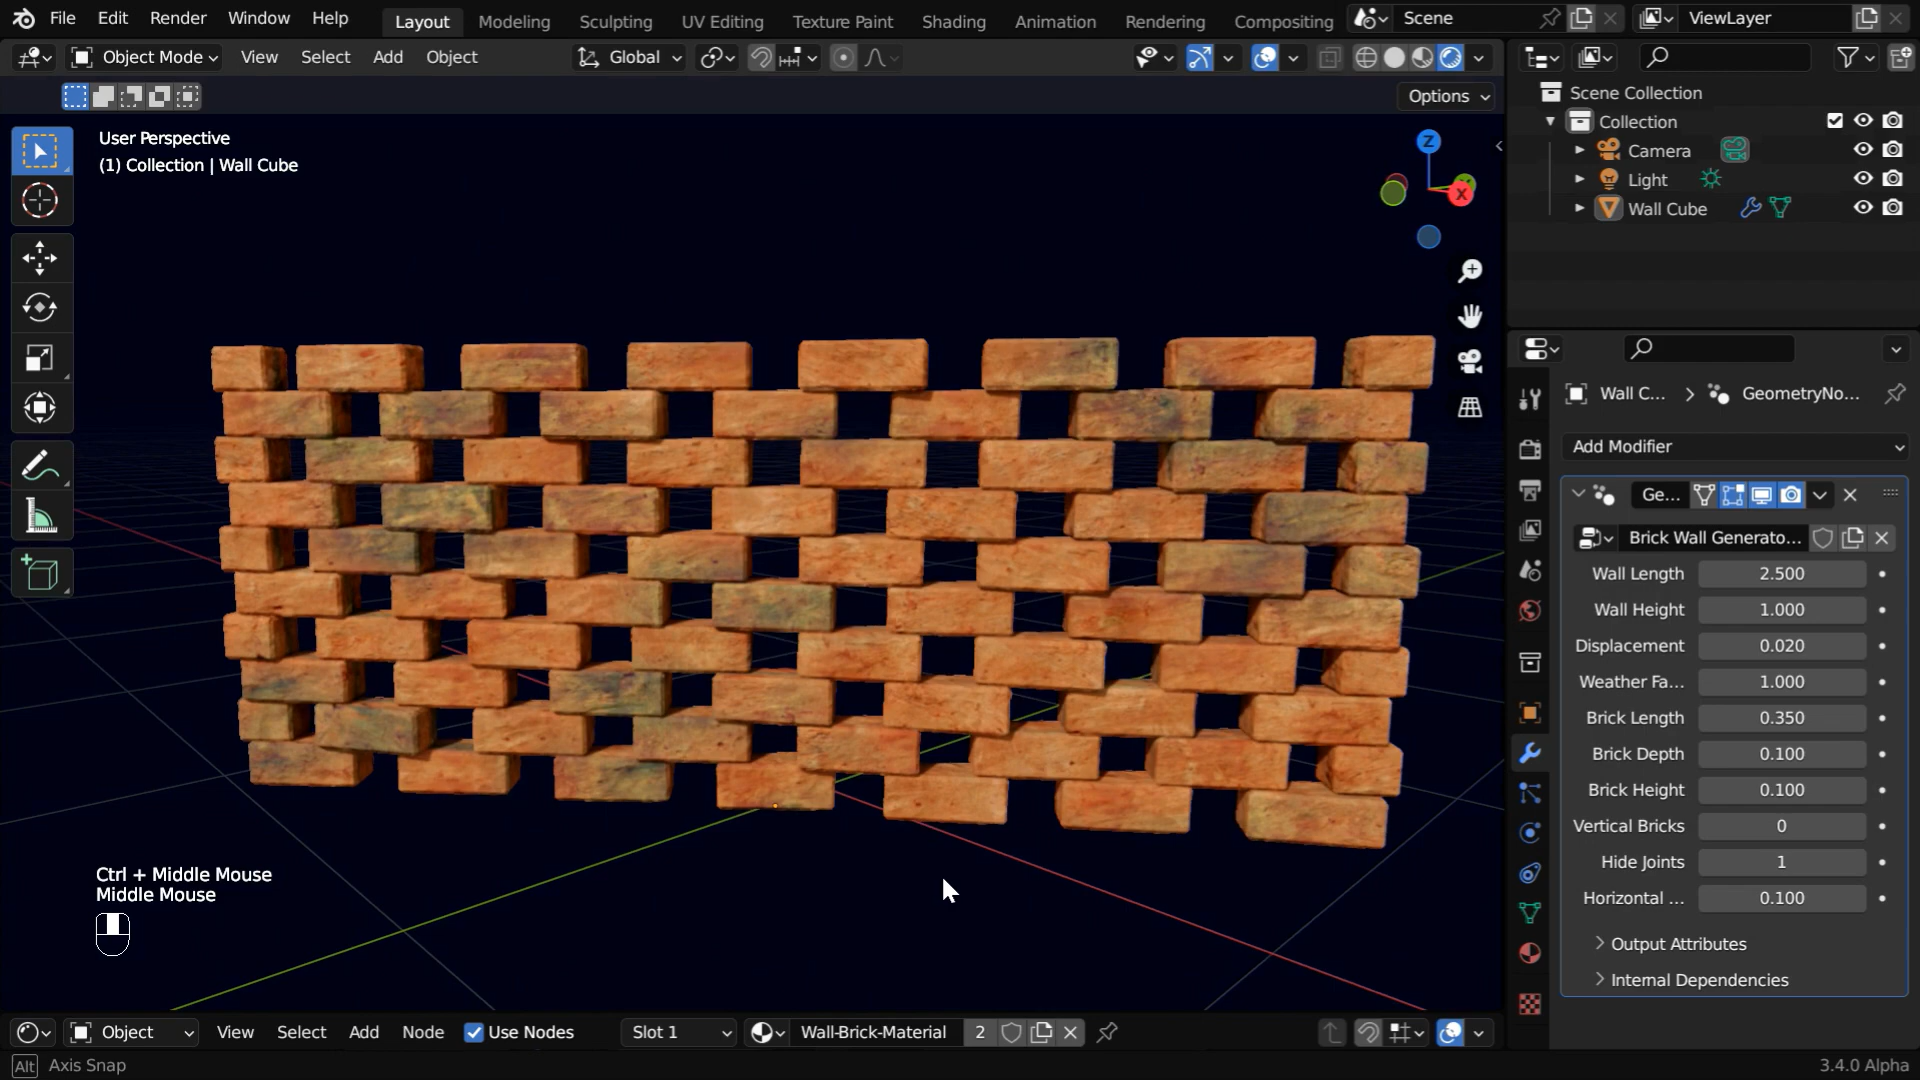 File Edit Render Window Help Layout Modeling Sculpting UV Editing Texture Paint Shading Animation Rendering Compositing Scene ViewLayer
Object Mode View Select Add Object Global
Options
User Perspective
(1) Collection | Wall Cube
Z
X
Scene Collection
Collection
Camera
Light
Wall Cube
Wall C... GeometryNo...
Add Modifier
Ge...
Brick Wall Generato...
Wall Length 2.500
Wall Height 1.000
Displacement 0.020
Weather Fa... 1.000
Brick Length 0.350
Brick Depth 0.100
Brick Height 0.100
Vertical Bricks 0
Hide Joints 1
Horizontal ... 0.100
Output Attributes
Internal Dependencies
Ctrl + Middle Mouse
Middle Mouse
Object View Select Add Node Use Nodes Slot 1 Wall-Brick-Material 2
Alt Axis Snap 3.4.0 Alpha